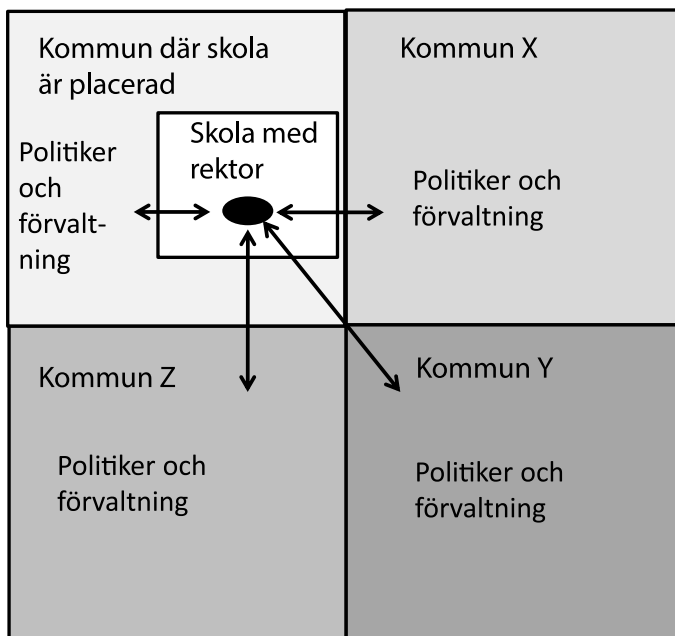 Kommun där skola
är placerad
Skola med
rektor
Politiker
och
förvalt-
ning
Kommun X
Politiker och
förvaltning
Kommun Z
Politiker och
förvaltning
Kommun Y
Politiker och
förvaltning